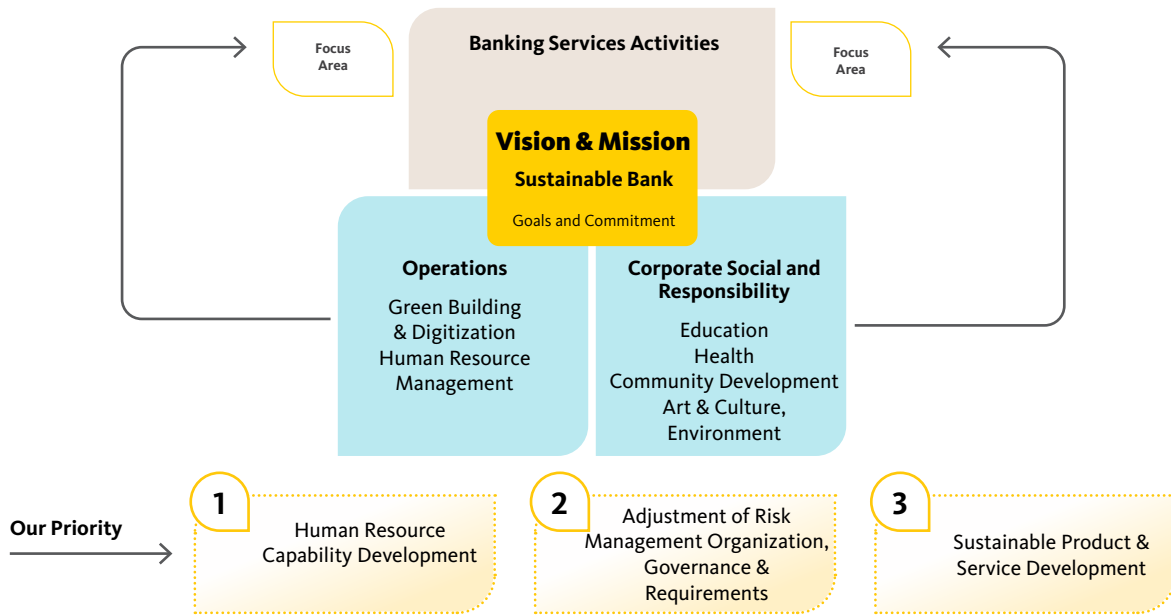 Focus
Area
Banking Services Activities
Focus
Area
Vision & Mission
Sustainable Bank
Goals and Commitment
Operations
Green Building
& Digitization
Human Resource
Management
Corporate Social and
Responsibility
Education
Health
Community Development
Art & Culture,
Environment
Our Priority
1
Human Resource
Capability Development
2
Adjustment of Risk
Management Organization,
Governance &
Requirements
3
Sustainable Product &
Service Development